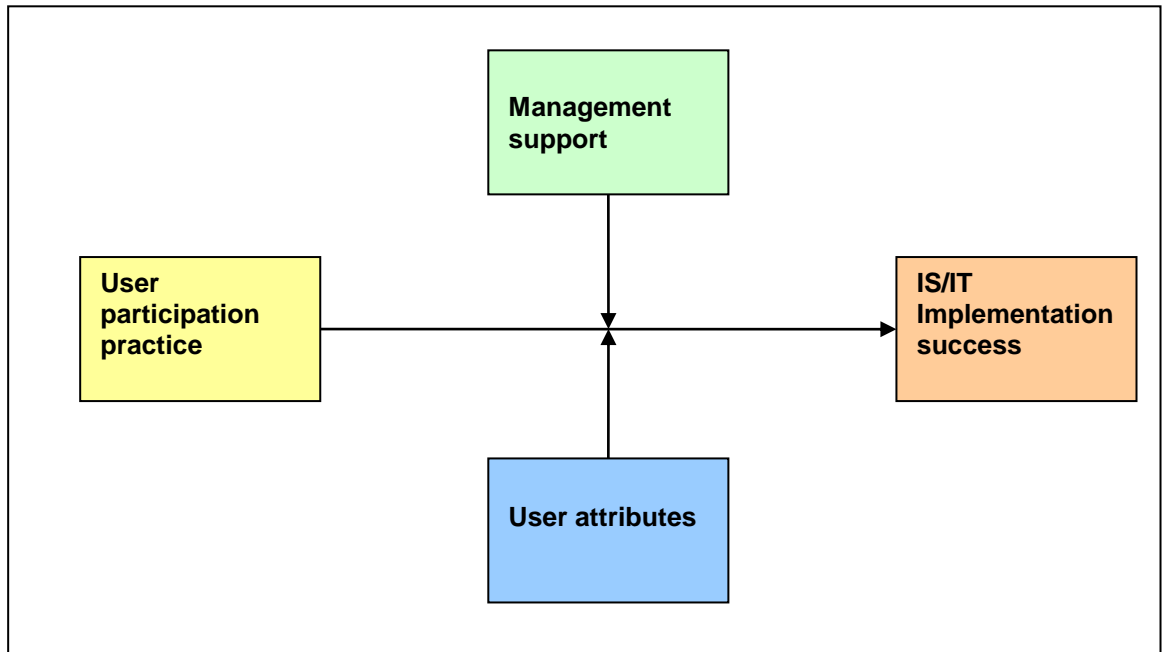 Management
support
User
participation
practice
IS/IT
Implementation
success
User attributes